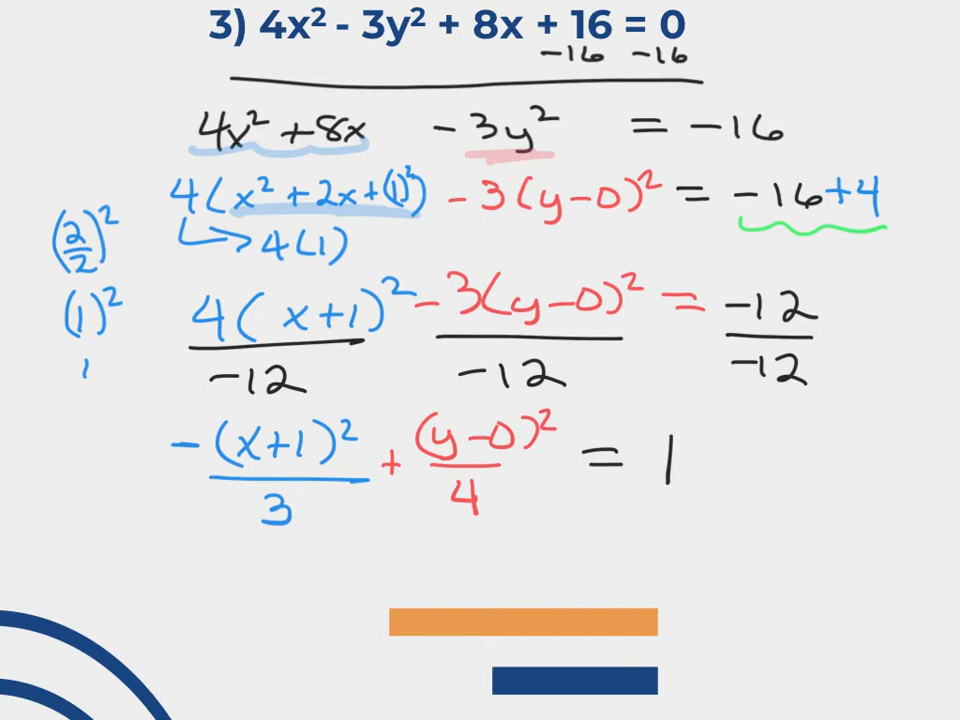 3) 4x² - 3y² + 8x + 16 = 0
-16 -16
4x² + 8x - 3y² = -16
4(x² + 2x + (1)²) - 3(y-0)² = -16+4
(2/2)² 4(1)
(1)² 4(x+1)² - 3(y-0)² = -12
1 -12 -12 -12
-(x+1)²/3 + (y-0)²/4 = 1